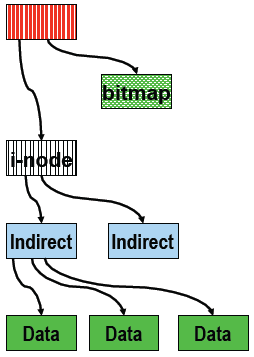 bitmap
i-node
Indirect
Indirect
Data
Data
Data